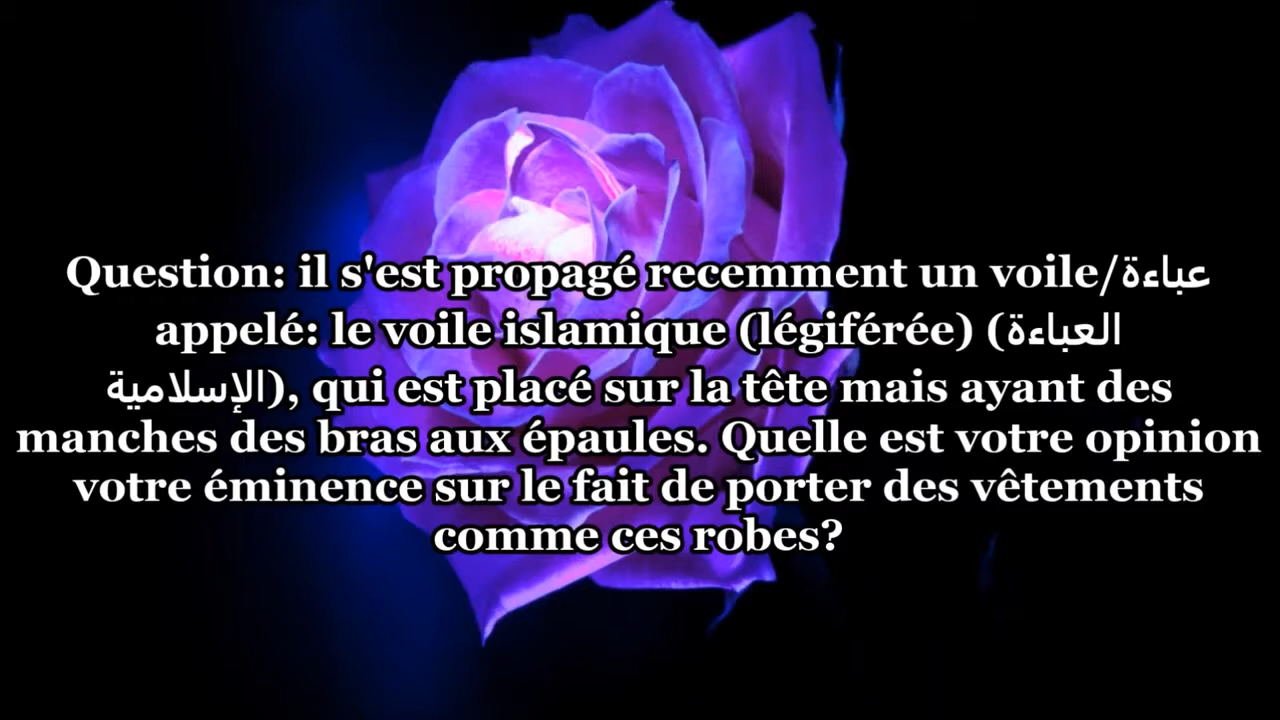 Question: il s'est propagé recemment un voile/عباءة
appelé: le voile islamique (légiférée) (العباءة
الإسلامية), qui est placé sur la tête mais ayant des
manches des bras aux épaules. Quelle est votre opinion
votre éminence sur le fait de porter des vêtements
comme ces robes?